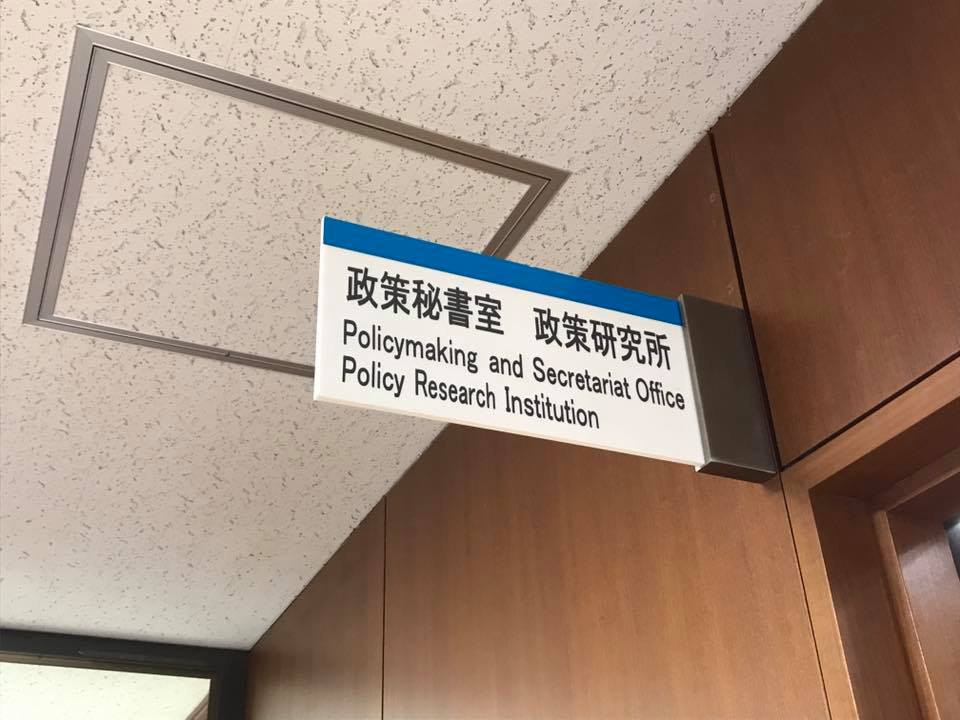 政策秘書室　政策研究所
Policymaking and Secretariat Office
Policy Research Institution